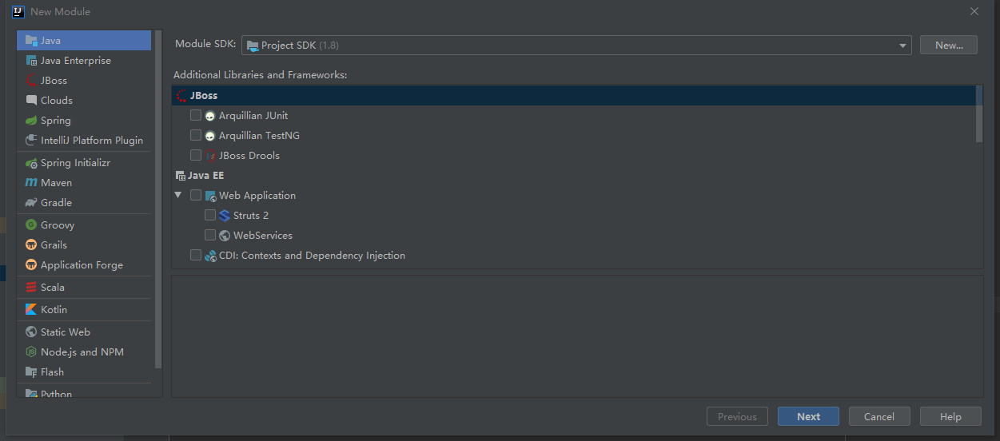 New Module
Java
Java Enterprise
JBoss
Clouds
Spring
IntelliJ Platform Plugin
Spring Initializr
Maven
Gradle
Groovy
Grails
Application Forge
Scala
Kotlin
Static Web
Node.js and NPM
Flash
Python
Module SDK: Project SDK (1.8) New...
Additional Libraries and Frameworks:
JBoss
Arquillian JUnit
Arquillian TestNG
JBoss Drools
Java EE
Web Application
Struts 2
WebServices
CDI: Contexts and Dependency Injection
Previous Next Cancel Help